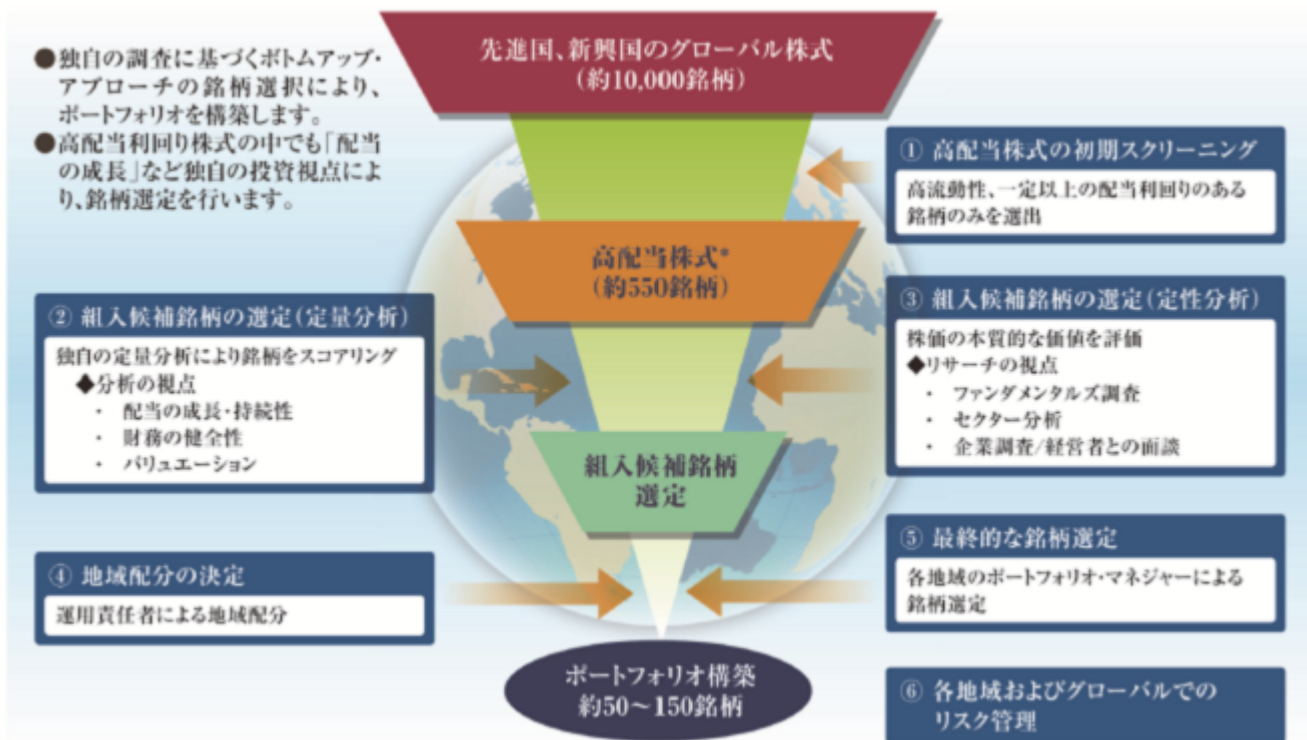 ●独自の調査に基づくボトムアップ・
アプローチの銘柄選択により、
ポートフォリオを構築します。
●高配当利回り株式の中でも「配当
の成長」など独自の投資視点によ
り、銘柄選定を行います。
先進国、新興国のグローバル株式
(約10,000銘柄)
① 高配当株式の初期スクリーニング
高流動性、一定以上の配当利回りのある
銘柄のみを選出
高配当株式*
(約550銘柄)
② 組入候補銘柄の選定(定量分析)
独自の定量分析により銘柄をスコアリング
◆分析の視点
・ 配当の成長・持続性
・ 財務の健全性
・ バリュエーション
③ 組入候補銘柄の選定(定性分析)
株価の本質的な価値を評価
◆リサーチの視点
・ ファンダメンタルズ調査
・ セクター分析
・ 企業調査/経営者との面談
組入候補銘柄
選定
④ 地域配分の決定
運用責任者による地域配分
⑤ 最終的な銘柄選定
各地域のポートフォリオ・マネジャーによる
銘柄選定
ポートフォリオ構築
約50～150銘柄
⑥ 各地域およびグローバルでの
リスク管理